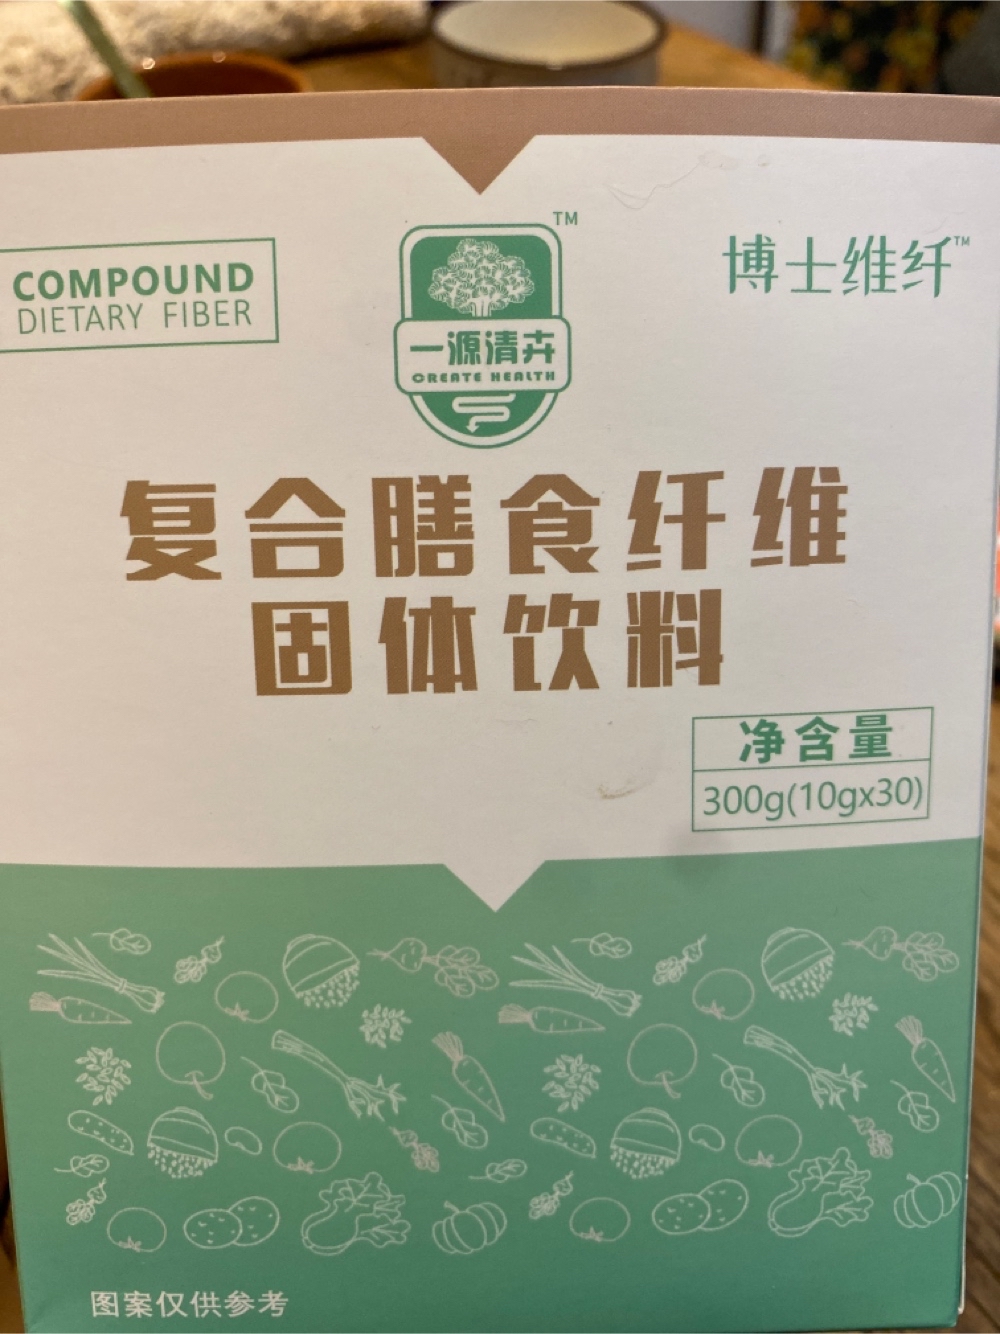 COMPOUND
DIETARY FIBER
TM
一源清卉
CREATE HEALTH
博士维纤TM
复合膳食纤维
固体饮料
净含量
300g(10gx30)
图案仅供参考